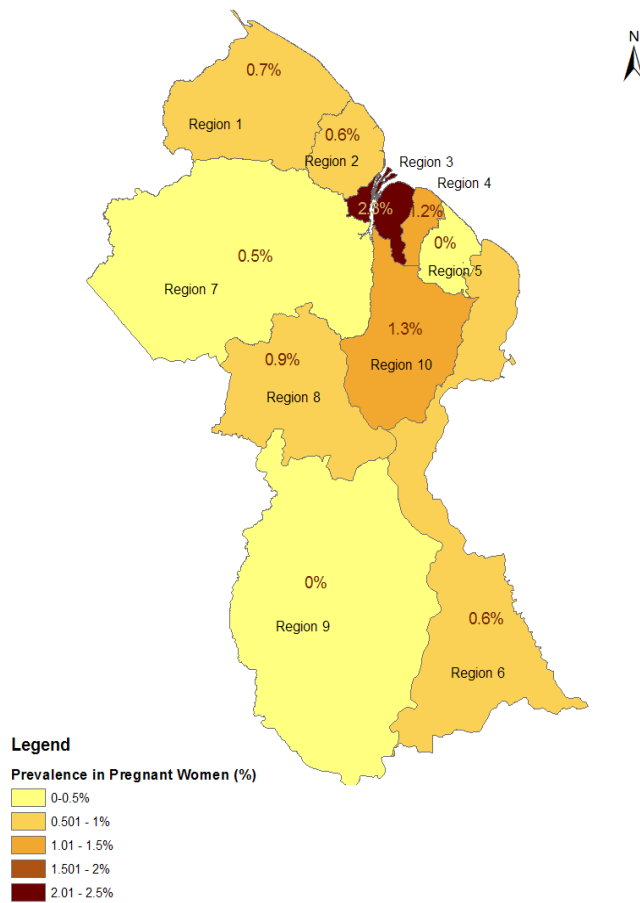 N
0.7%
Region 1
0.6%
Region 2
Region 3
Region 4
2.3%
1.2%
0%
Region 5
0.5%
Region 7
1.3%
Region 10
0.9%
Region 8
0%
Region 9
0.6%
Region 6
Legend
Prevalence in Pregnant Women (%)
0-0.5%
0.501 - 1%
1.01 - 1.5%
1.501 - 2%
2.01 - 2.5%